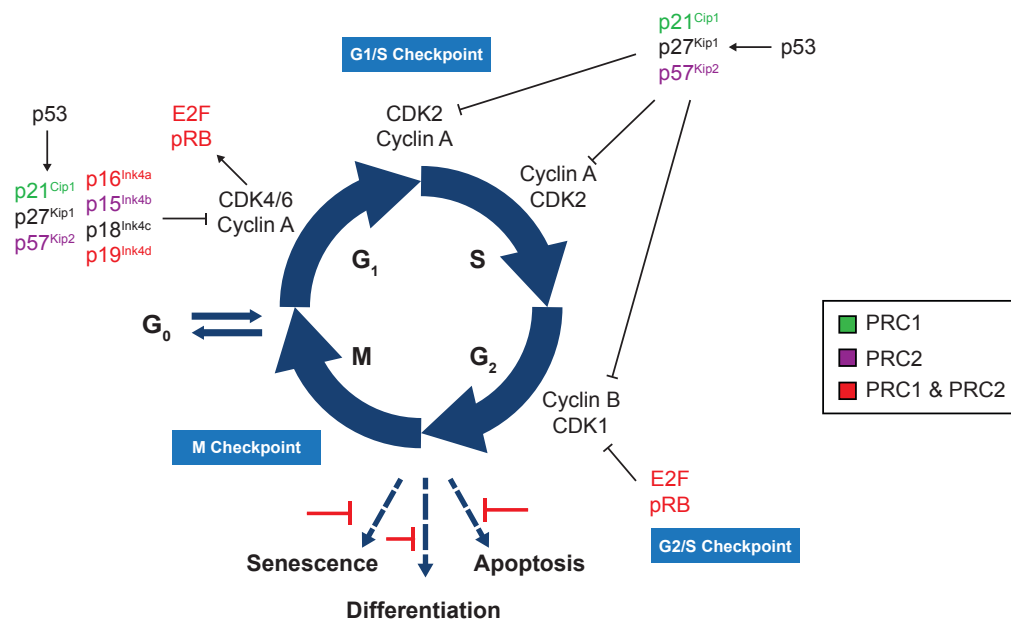 p21Cip1
p27Kip1
p57Kip2
p53
G1/S Checkpoint
CDK2
Cyclin A
p53
E2F
pRB
p21Cip1
p27Kip1
p57Kip2
p16Ink4a
p15Ink4b
p18Ink4c
p19Ink4d
CDK4/6
Cyclin A
Cyclin A
CDK2
G1
S
G0
M
G2
PRC1
PRC2
PRC1 & PRC2
Cyclin B
CDK1
M Checkpoint
E2F
pRB
G2/S Checkpoint
Senescence
Apoptosis
Differentiation